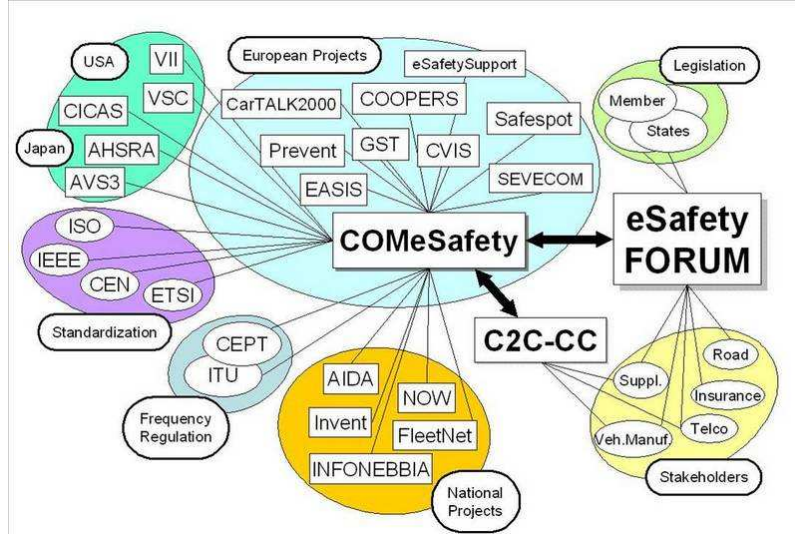 USA
VII
VSC
CICAS
Japan
AHSRA
AVS3
European Projects
eSafetySupport
CarTALK2000
COOPERS
Safespot
Prevent
GST
CVIS
EASIS
SEVECOM
Legislation
Member
States
COMeSafety
eSafety
FORUM
ISO
IEEE
CEN
ETSI
Standardization
C2C-CC
CEPT
ITU
Frequency
Regulation
AIDA
NOW
Invent
FleetNet
INFONEBBIA
National
Projects
Road
Suppl.
Insurance
Telco
Veh.Manuf.
Stakeholders